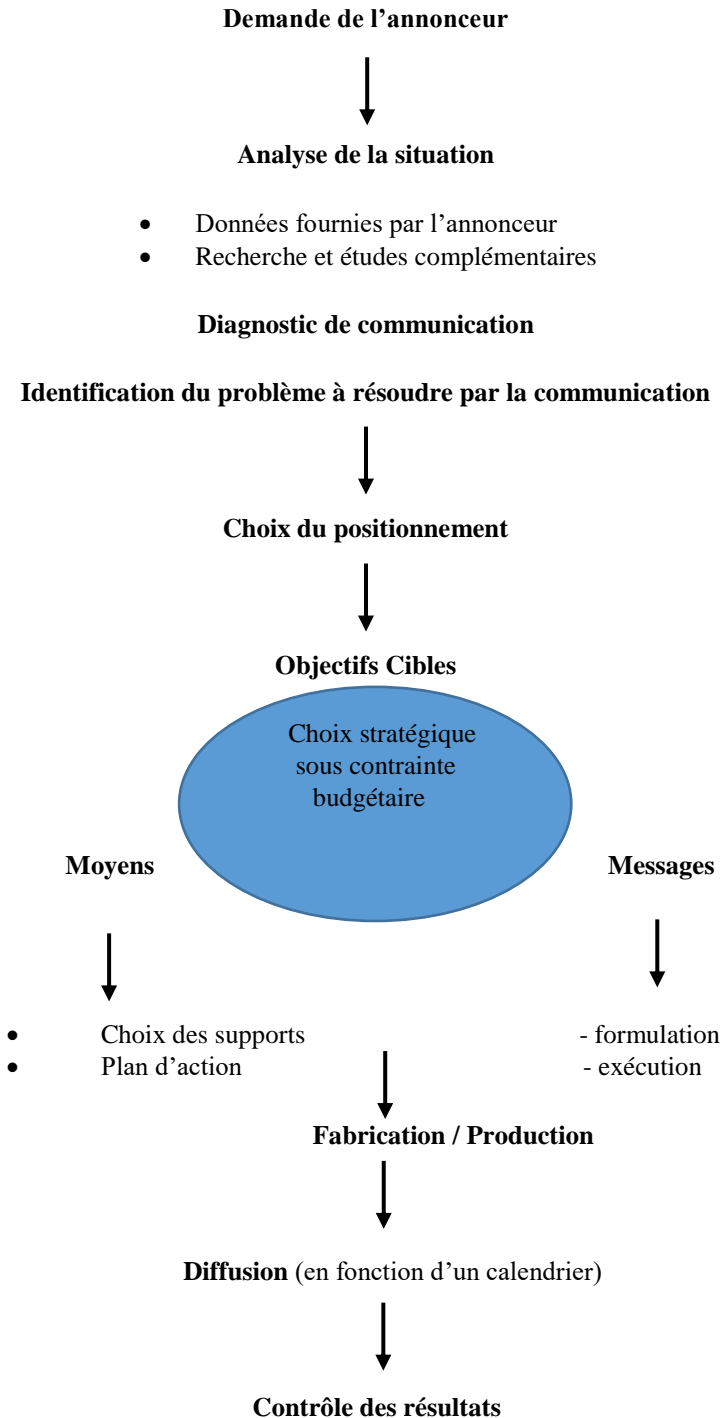 Demande de l’annonceur
Analyse de la situation
• Données fournies par l’annonceur
• Recherche et études complémentaires
Diagnostic de communication
Identification du problème à résoudre par la communication
Choix du positionnement
Objectifs Cibles
Choix stratégique
sous contrainte
budgétaire
Moyens
Messages
• Choix des supports
• Plan d’action
- formulation
- exécution
Fabrication / Production
Diffusion (en fonction d’un calendrier)
Contrôle des résultats